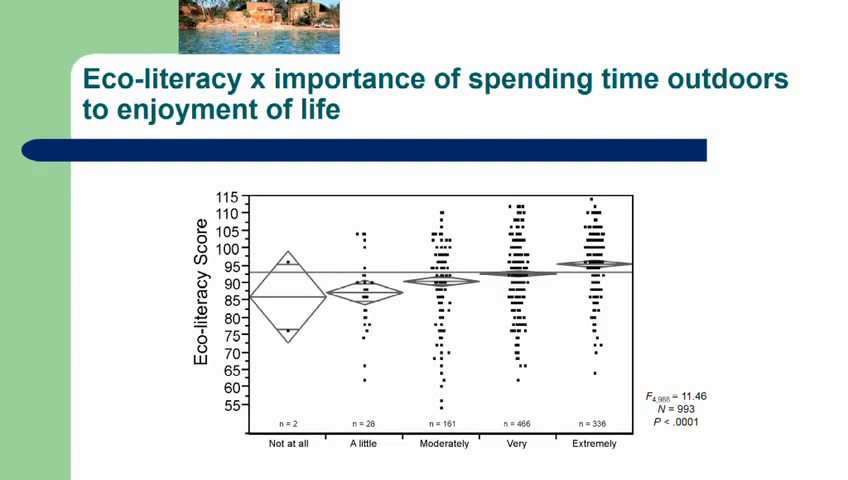 Eco-literacy x importance of spending time outdoors
to enjoyment of life
Eco-literacy Score
115
110
105
100
95
90
85
80
75
70
65
60
55
n = 2
n = 28
n = 161
n = 466
n = 336
Not at all
A little
Moderately
Very
Extremely
F4,988 = 11.46
N = 993
P < .0001